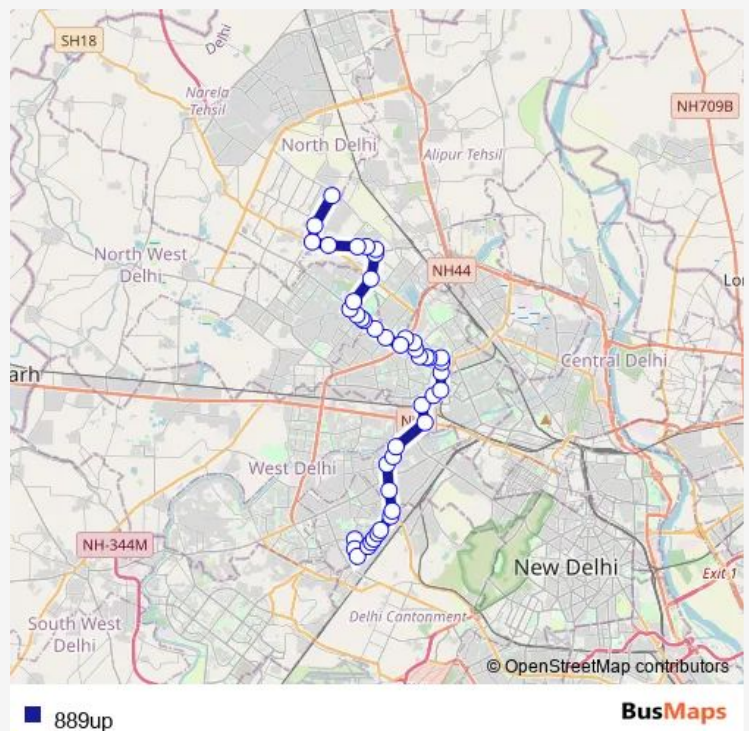 SH18
Delhi
Narela
Tehsil
NH709B
North Delhi
Alipur Tehsil
North West
Delhi
NH44
Central Delhi
arh
West Delhi
NH-344M
New Delhi
Exit 1
South West
Delhi
Delhi Cantonment
© OpenStreetMap contributors
889up
BusMaps